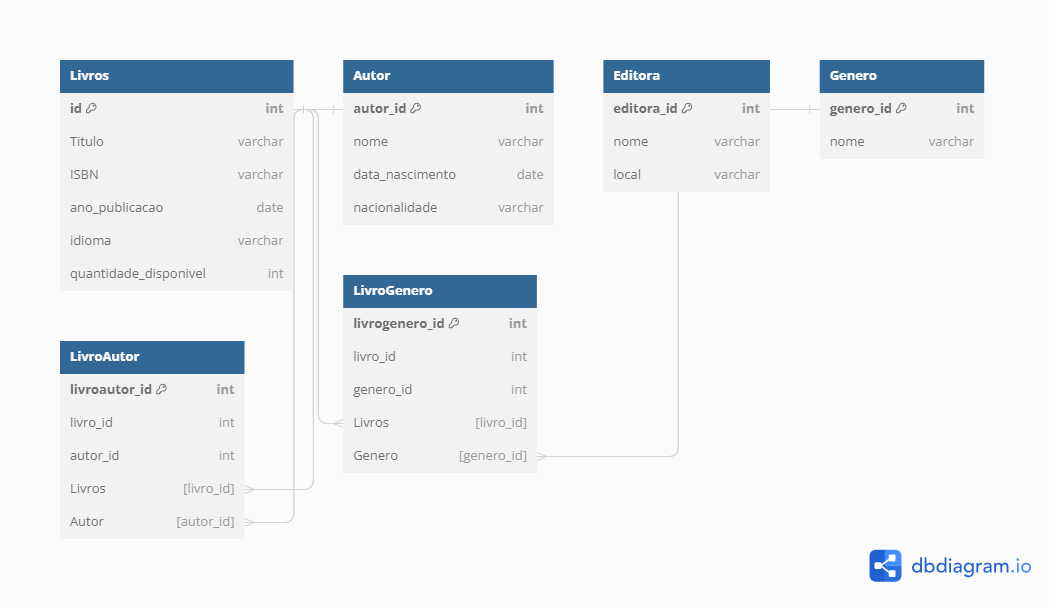 Livros
id int
Titulo varchar
ISBN varchar
ano_publicacao date
idioma varchar
quantidade_disponivel int
Autor
autor_id int
nome varchar
data_nascimento date
nacionalidade varchar
Editora
editora_id int
nome varchar
local varchar
Genero
genero_id int
nome varchar
LivroGenero
livrogenero_id int
livro_id int
genero_id int
Livros [livro_id]
Genero [genero_id]
LivroAutor
livroautor_id int
livro_id int
autor_id int
Livros [livro_id]
Autor [autor_id]
dbdiagram.io